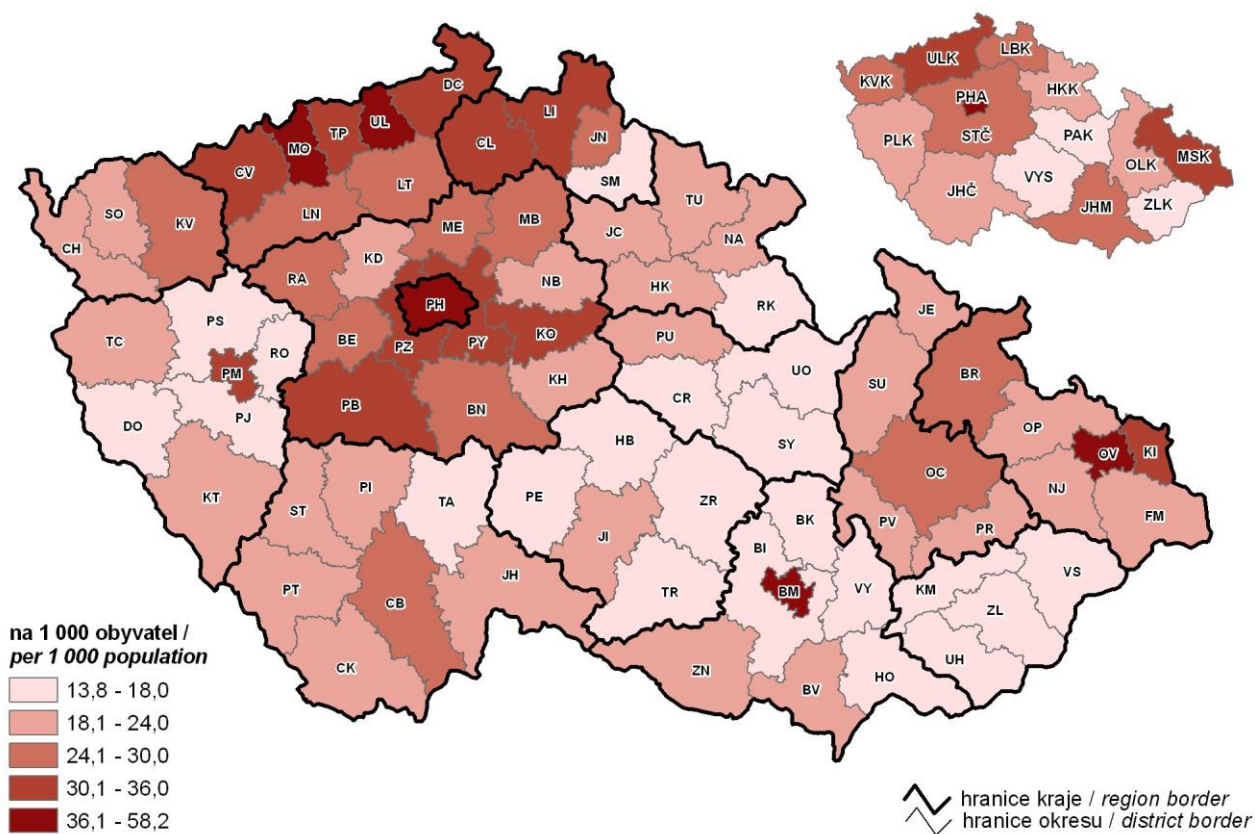 DC
UL
LI
TP
MO
CL
JN
CV
LT
SM
SO
KV
LN
ME
MB
TU
CH
KD
JC
NA
RA
NB
HK
PH
RK
JE
PS
TC
BE
PZ
PY
KO
PU
RO
PM
KH
UO
SU
BR
PB
BN
CR
DO
PJ
SY
OP
HB
OV
KI
OC
KT
ST
PI
TA
PE
ZR
NJ
BK
PV
PR
FM
JI
BI
JH
VY
VS
PT
CB
TR
BM
KM
ZL
CK
ZN
BV
HO
UH
ULK
LBK
KVK
HKK
PHA
STČ
PAK
PLK
OLK
MSK
VYS
JHČ
JHM
ZLK
na 1 000 obyvatel /
per 1 000 population
13,8 - 18,0
18,1 - 24,0
24,1 - 30,0
30,1 - 36,0
36,1 - 58,2
hranice kraje / region border
hranice okresu / district border